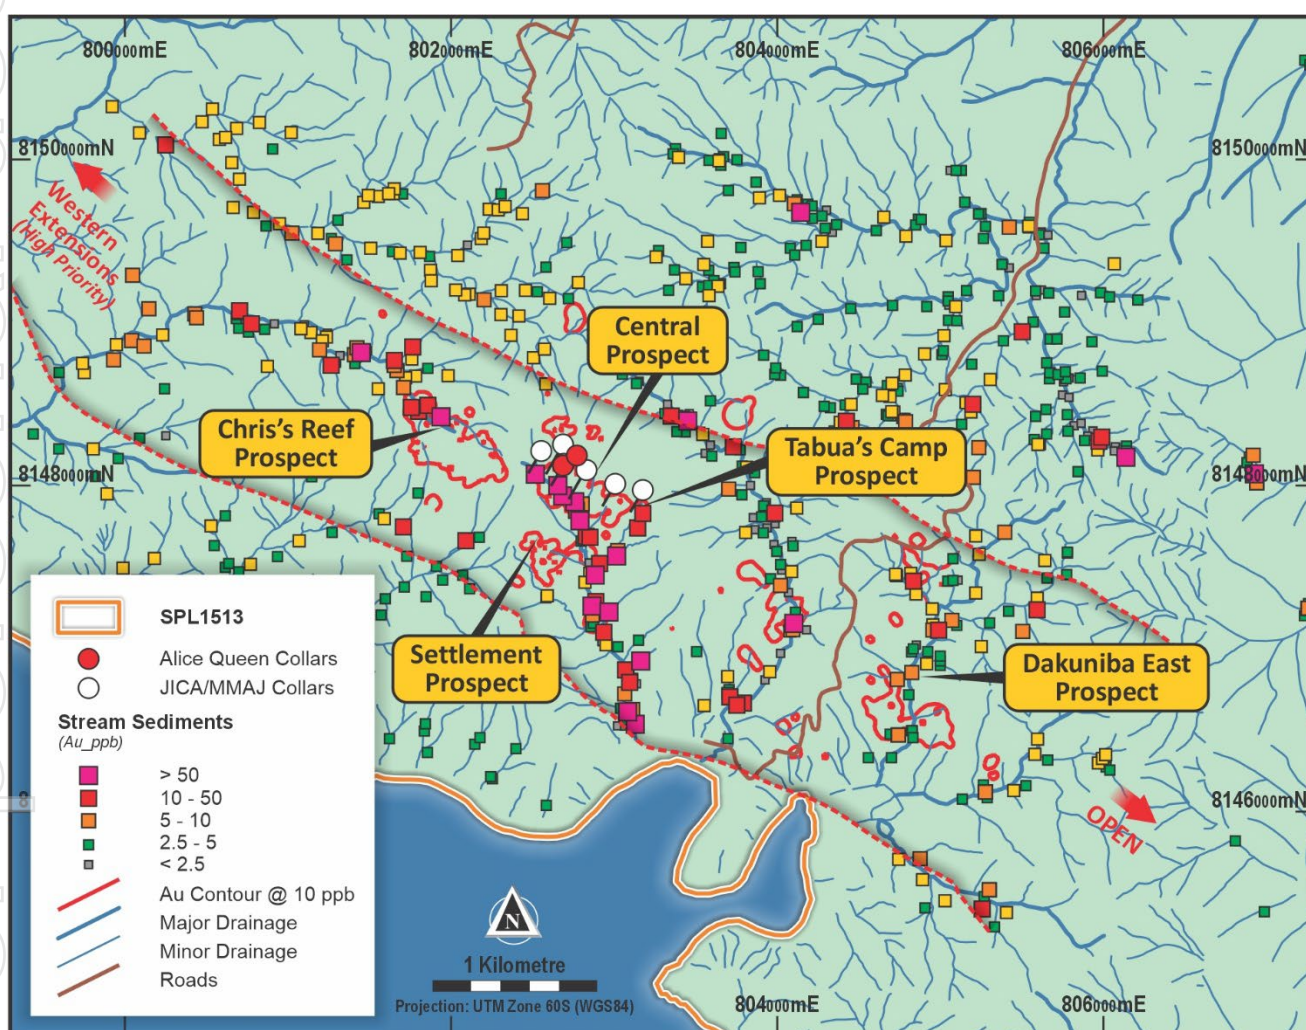 800000mE
802000mE
804000mE
806000mE
8150000mN
8150000mN
Western
Extensions
(High Priority)
Central
Prospect
Chris's Reef
Prospect
Tabua's Camp
Prospect
8148000mN
8148000mN
Settlement
Prospect
Dakuniba East
Prospect
SPL1513
Alice Queen Collars
JICA/MMAJ Collars
Stream Sediments
(Au_ppb)
> 50
10 - 50
5 - 10
2.5 - 5
< 2.5
Au Contour @ 10 ppb
Major Drainage
Minor Drainage
Roads
8146000mN
OPEN
N
1 Kilometre
Projection: UTM Zone 60S (WGS84)
804000mE
806000mE